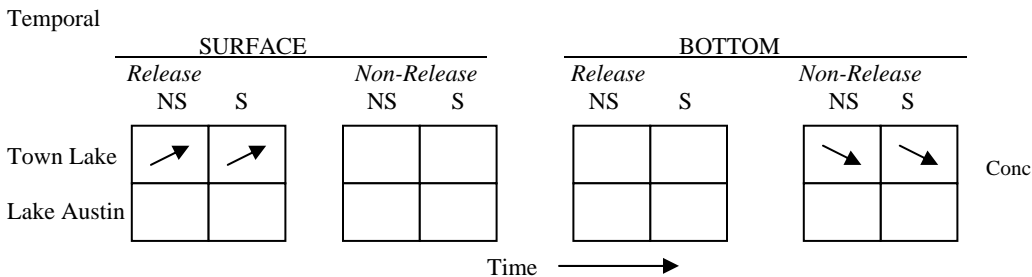 Temporal
SURFACE BOTTOM
Release Non-Release Release Non-Release
NS S NS S NS S NS S
Town Lake
Conc
Lake Austin
Time